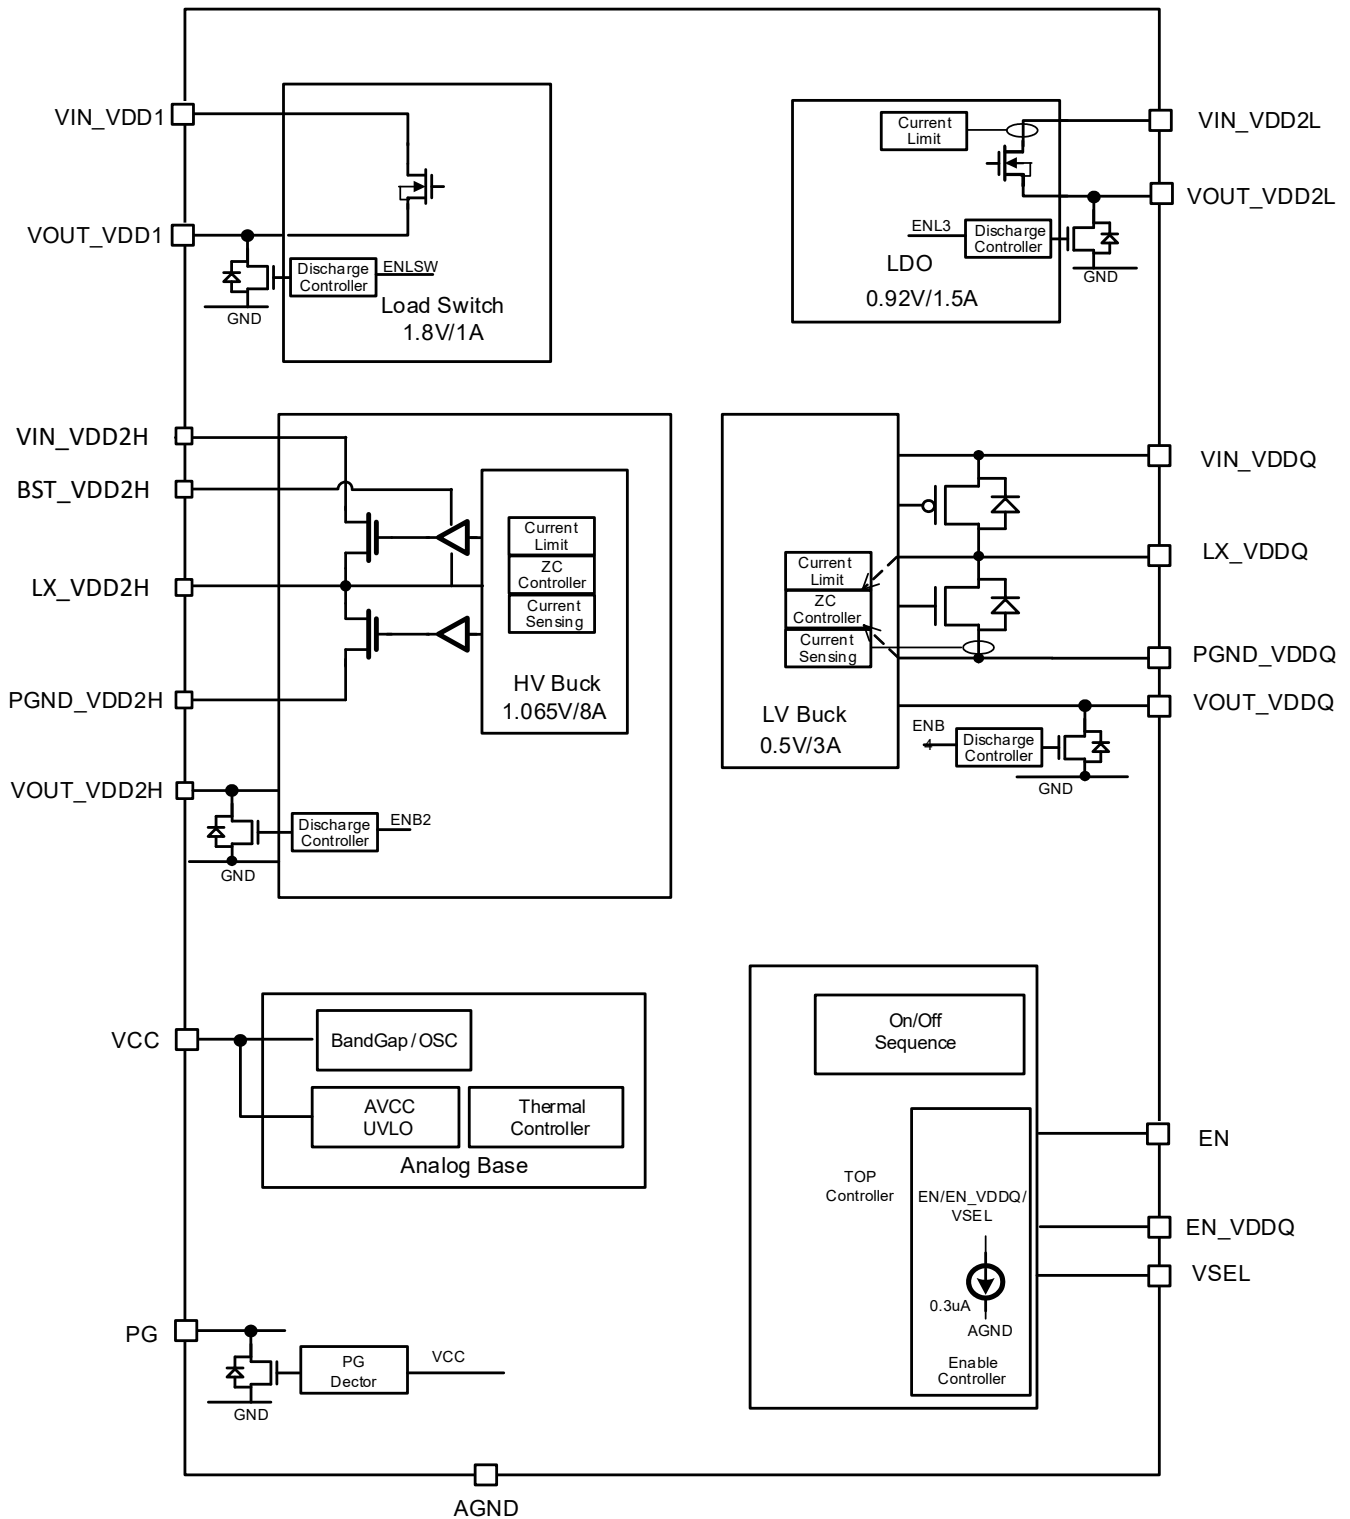 VIN_VDD1
VOUT_VDD1
Discharge
Controller
ENLSW
GND
Load Switch
1.8V/1A
Current
Limit
VIN_VDD2L
VOUT_VDD2L
ENL3
Discharge
Controller
GND
LDO
0.92V/1.5A
VIN_VDD2H
BST_VDD2H
LX_VDD2H
PGND_VDD2H
VOUT_VDD2H
Current
Limit
ZC
Controller
Current
Sensing
HV Buck
1.065V/8A
Discharge
Controller
ENB2
GND
VIN_VDDQ
LX_VDDQ
PGND_VDDQ
VOUT_VDDQ
Current
Limit
ZC
Controller
Current
Sensing
LV Buck
0.5V/3A
ENB
4
Discharge
Controller
GND
VCC
BandGap/OSC
AVCC
UVLO
Thermal
Controller
Analog Base
On/Off
Sequence
TOP
Controller
EN/EN_VDDQ/
VSEL
0.3uA
AGND
Enable
Controller
EN
EN_VDDQ
VSEL
PG
PG
Dector
VCC
GND
AGND